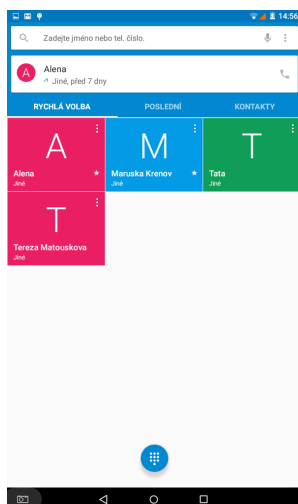 14:56
Zadejte jméno nebo tel. číslo.
A
Alena
Jiné, před 7 dny
RYCHLÁ VOLBA
POSLEDNÍ
KONTAKTY
A
M
T
Alena
Maruska Krenov
Tata
Jiné
Jiné
Jiné
T
Tereza Matouskova
Jiné